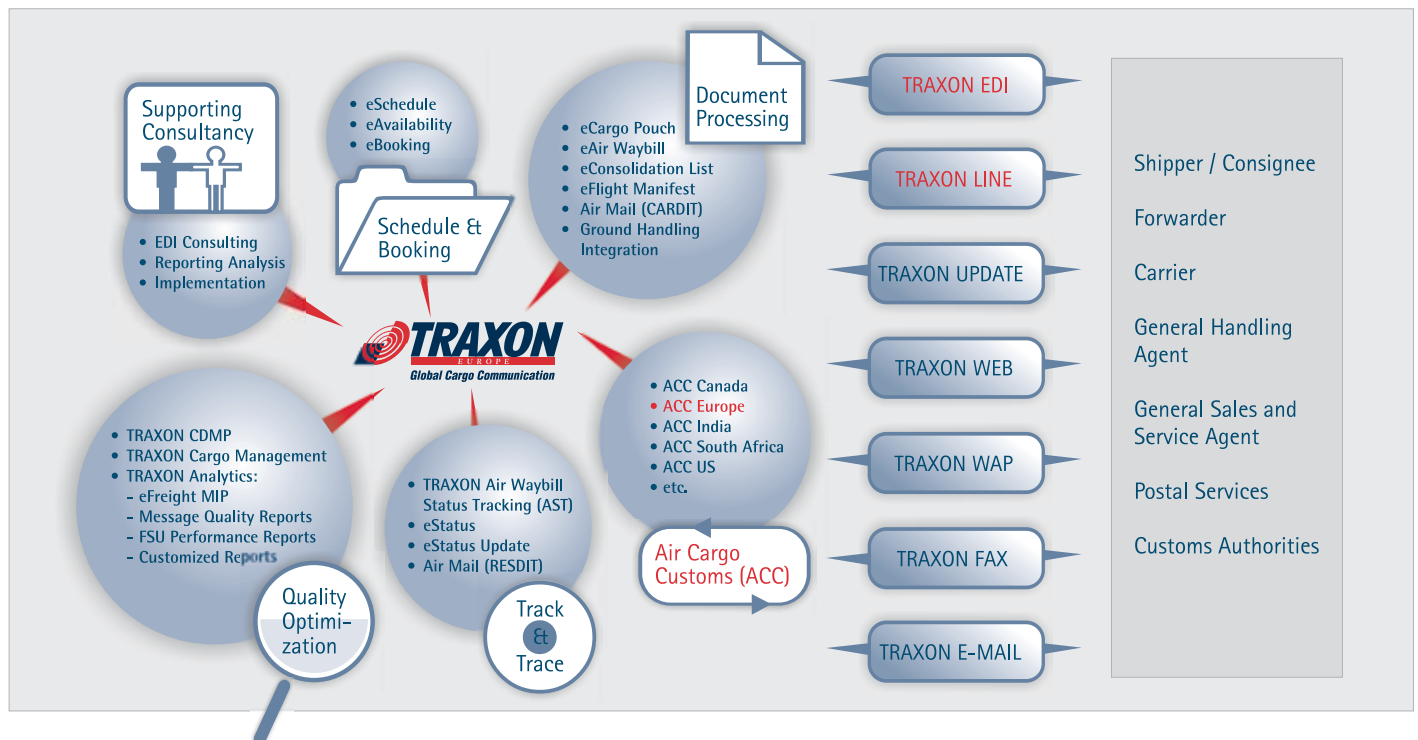 Supporting
Consultancy
• EDI Consulting
• Reporting Analysis
• Implementation
• eSchedule
• eAvailability
• eBooking
Schedule &
Booking
Document
Processing
• eCargo Pouch
• eAir Waybill
• eConsolidation List
• eFlight Manifest
• Air Mail (CARDIT)
• Ground Handling
Integration
TRAXON
EUROPE
Global Cargo Communication
• TRAXON CDMP
• TRAXON Cargo Management
• TRAXON Analytics:
- eFreight MIP
- Message Quality Reports
- FSU Performance Reports
- Customized Reports
Quality
Optimi-
zation
• TRAXON Air Waybill
Status Tracking (AST)
• eStatus
• eStatus Update
• Air Mail (RESDIT)
Track
&
Trace
• ACC Canada
• ACC Europe
• ACC India
• ACC South Africa
• ACC US
• etc.
Air Cargo
Customs (ACC)
TRAXON EDI
TRAXON LINE
TRAXON UPDATE
TRAXON WEB
TRAXON WAP
TRAXON FAX
TRAXON E-MAIL
Shipper / Consignee
Forwarder
Carrier
General Handling
Agent
General Sales and
Service Agent
Postal Services
Customs Authorities